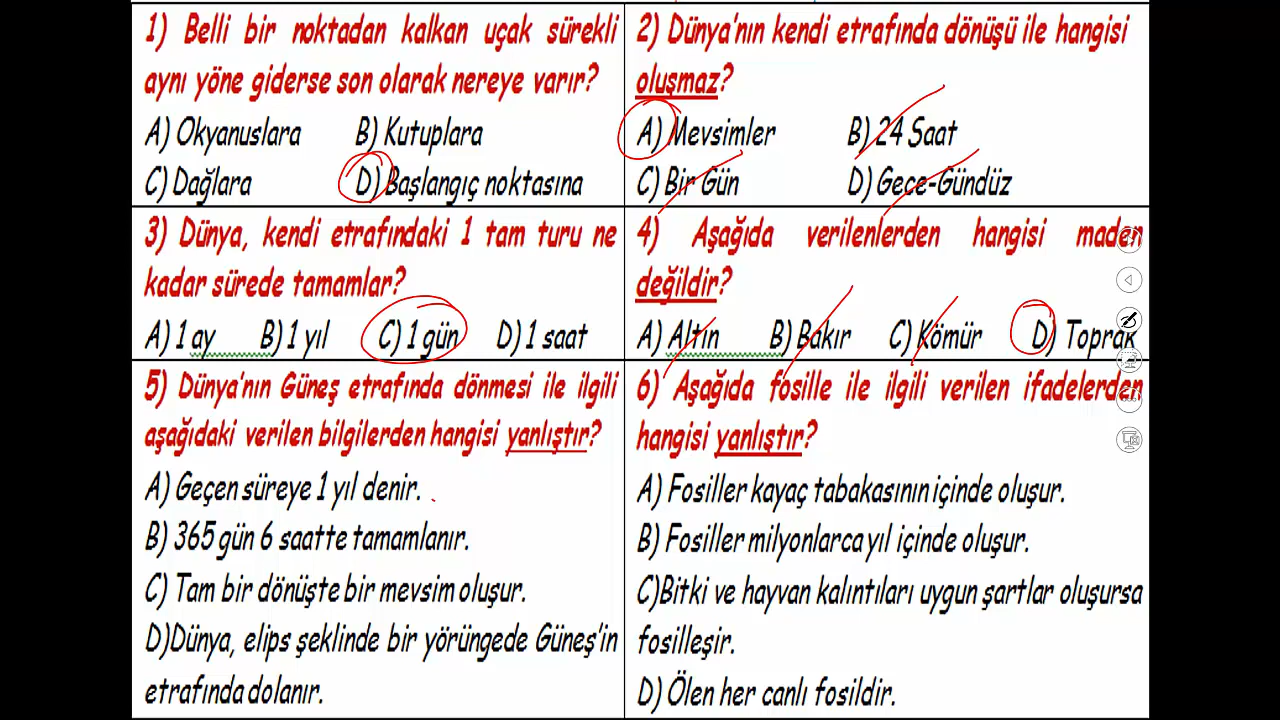 1) Belli bir noktadan kalkan uçak sürekli
aynı yöne giderse son olarak nereye varır?
A) Okyanuslara B) Kutuplara
C) Dağlara D) Başlangıç noktasına
2) Dünya'nın kendi etrafında dönüşü ile hangisi
oluşmaz?
A) Mevsimler B) 24 Saat
C) Bir Gün D) Gece-Gündüz
3) Dünya, kendi etrafındaki 1 tam turu ne
kadar sürede tamamlar?
A) 1 ay B) 1 yıl C) 1 gün D) 1 saat
4) Aşağıda verilenlerden hangisi maden
değildir?
A) Altın B) Bakır C) Kömür D) Toprak
5) Dünya'nın Güneş etrafında dönmesi ile ilgili
aşağıdaki verilen bilgilerden hangisi yanlıştır?
A) Geçen süreye 1 yıl denir.
B) 365 gün 6 saatte tamamlanır.
C) Tam bir dönüşte bir mevsim oluşur.
D)Dünya, elips şeklinde bir yörüngede Güneş'in
etrafında dolanır.
6) Aşağıda fosille ile ilgili verilen ifadelerden
hangisi yanlıştır?
A) Fosiller kayaç tabakasının içinde oluşur.
B) Fosiller milyonlarca yıl içinde oluşur.
C)Bitki ve hayvan kalıntıları uygun şartlar oluşursa
fosilleşir.
D) Ölen her canlı fosildir.